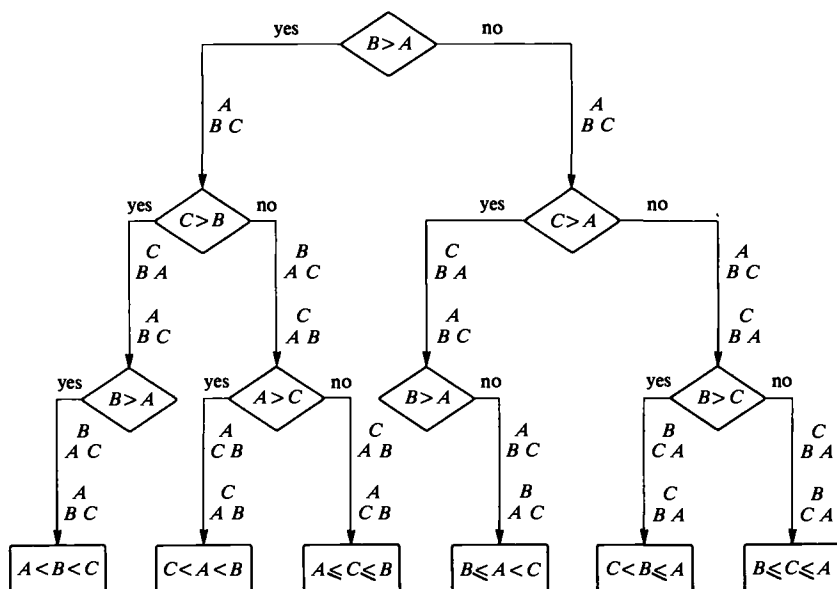 yes B > A no
A A
B C B C
yes C > B no yes C > A no
C B C A
B A A C B A B C
A C A C
B C A B B C B A
yes B > A yes A > C no B > A no yes B > C no
B A C A B C
A C C B A B B C C A B A
A C A B C B
B C A B C B A C B A C A
A < B < C C < A < B A ⩽ C ⩽ B B ⩽ A < C C < B ⩽ A B ⩽ C ⩽ A